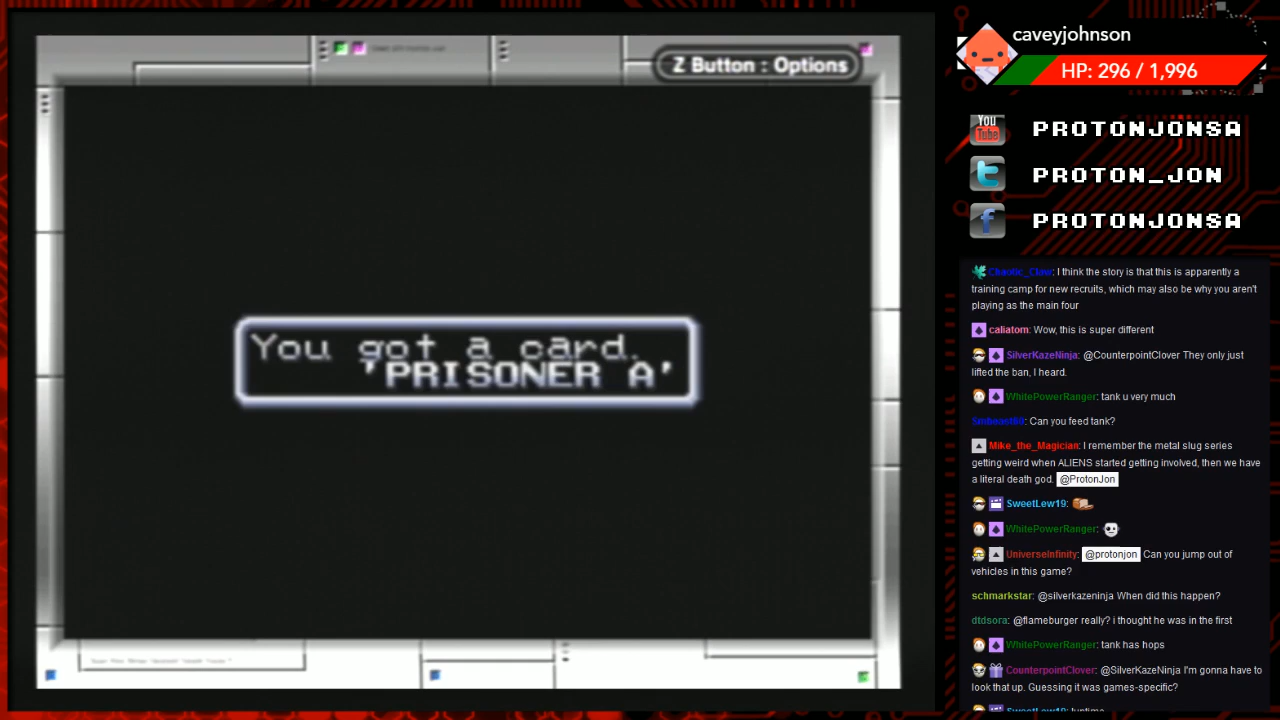 Z Button : Options
You got a card.
'PRISONER A'
caveyjohnson
HP: 296 / 1,996
You
Tube
PROTONJONSA
PROTON_JON
PROTONJONSA
Chaotic_Claw: I think the story is that this is apparently a
training camp for new recruits, which may also be why you aren't
playing as the main four
caliatom: Wow, this is super different
SilverKazeNinja: @CounterpointClover They only just
lifted the ban, I heard.
WhitePowerRanger: tank u very much
Smbeast60: Can you feed tank?
Mike_the_Magician: I remember the metal slug series
getting weird when ALIENS started getting involved, then we have
a literal death god. @ProtonJon
SweetLew19:
WhitePowerRanger:
UniverseInfinity: @protonjon Can you jump out of
vehicles in this game?
schmarkstar: @silverkazeninja When did this happen?
dtdsora: @flameburger really? i thought he was in the first
WhitePowerRanger: tank has hops
CounterpointClover: @SilverKazeNinja I'm gonna have to
look that up. Guessing it was games-specific?
SweetLew19: !uptime